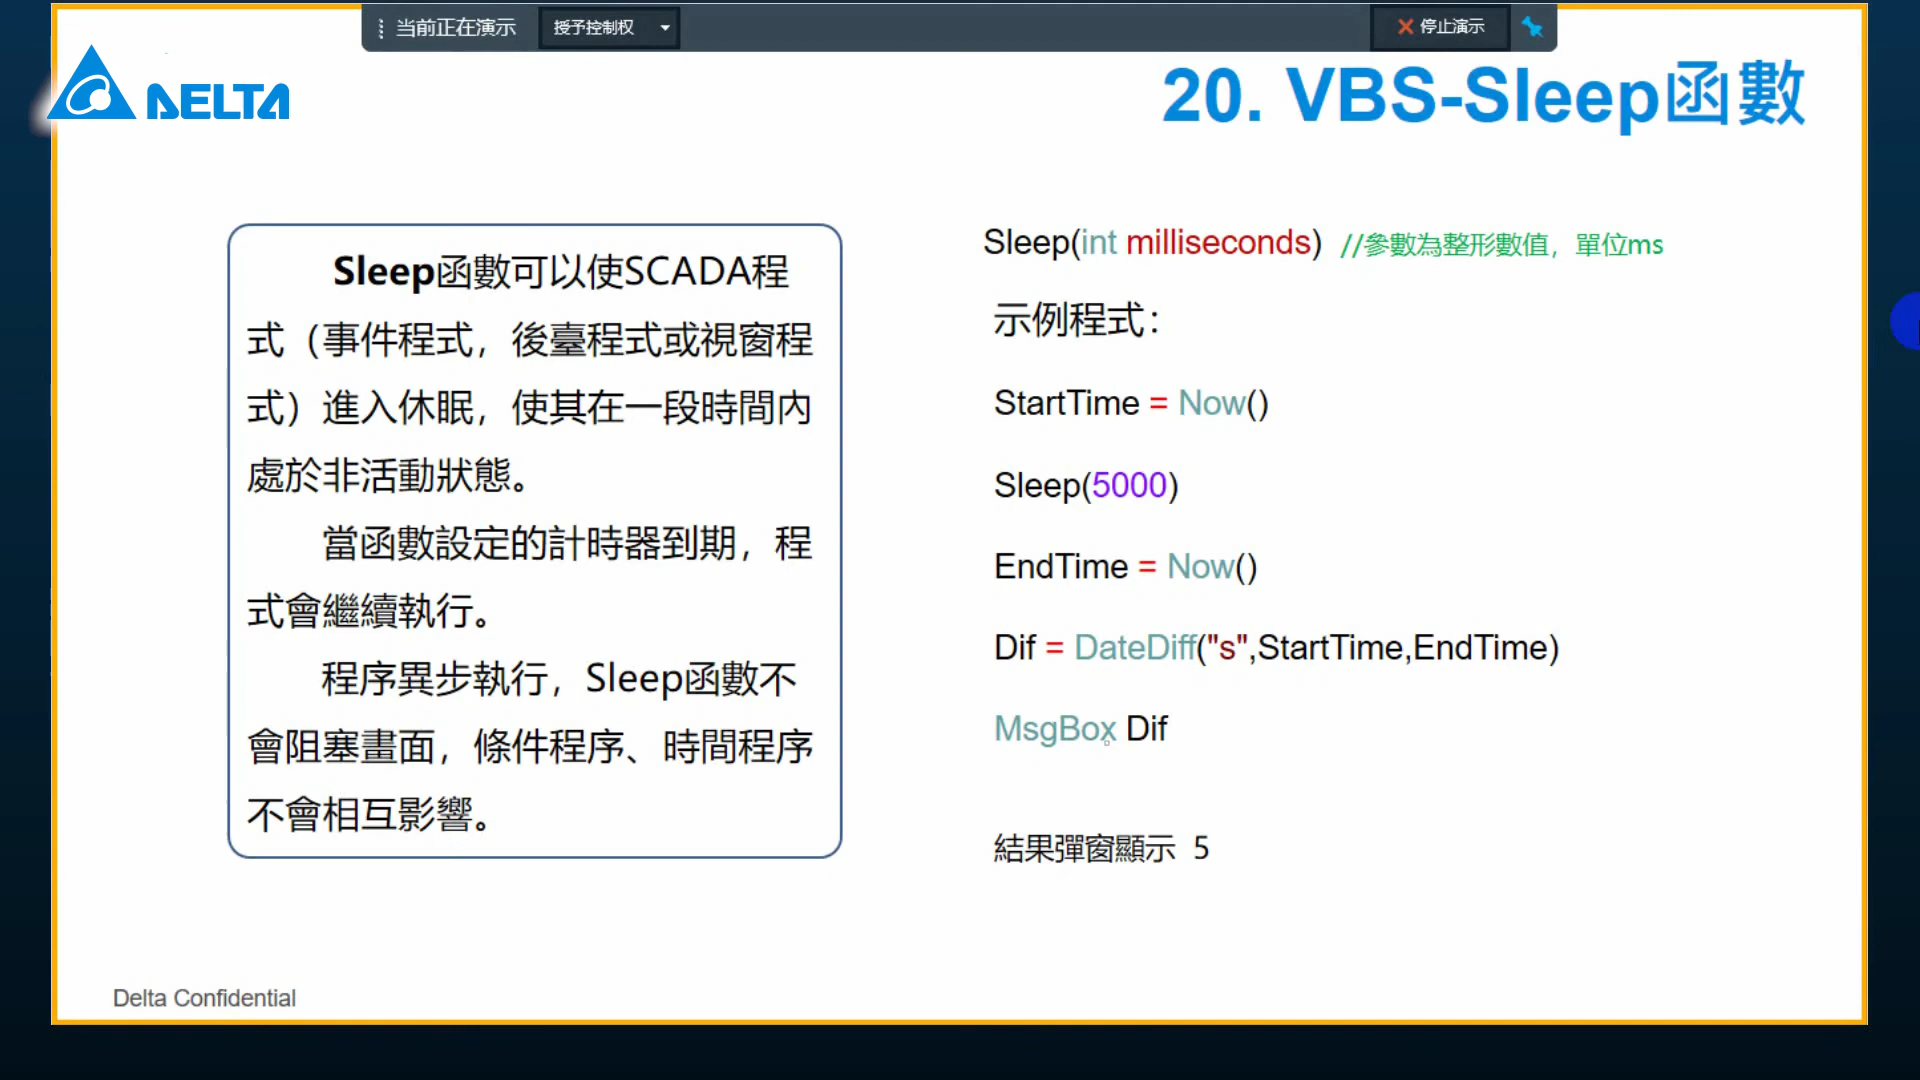 当前正在演示 授予控制权 停止演示
DELTA
20. VBS-Sleep函數
Sleep函數可以使SCADA程
式（事件程式，後臺程式或視窗程
式）進入休眠，使其在一段時間內
處於非活動狀態。
當函數設定的計時器到期，程
式會繼續執行。
程序異步執行，Sleep函數不
會阻塞畫面，條件程序、時間程序
不會相互影響。
Sleep(int milliseconds) //參數為整形數值，單位ms
示例程式：
StartTime = Now()
Sleep(5000)
EndTime = Now()
Dif = DateDiff("s",StartTime,EndTime)
MsgBox Dif
結果彈窗顯示 5
Delta Confidential